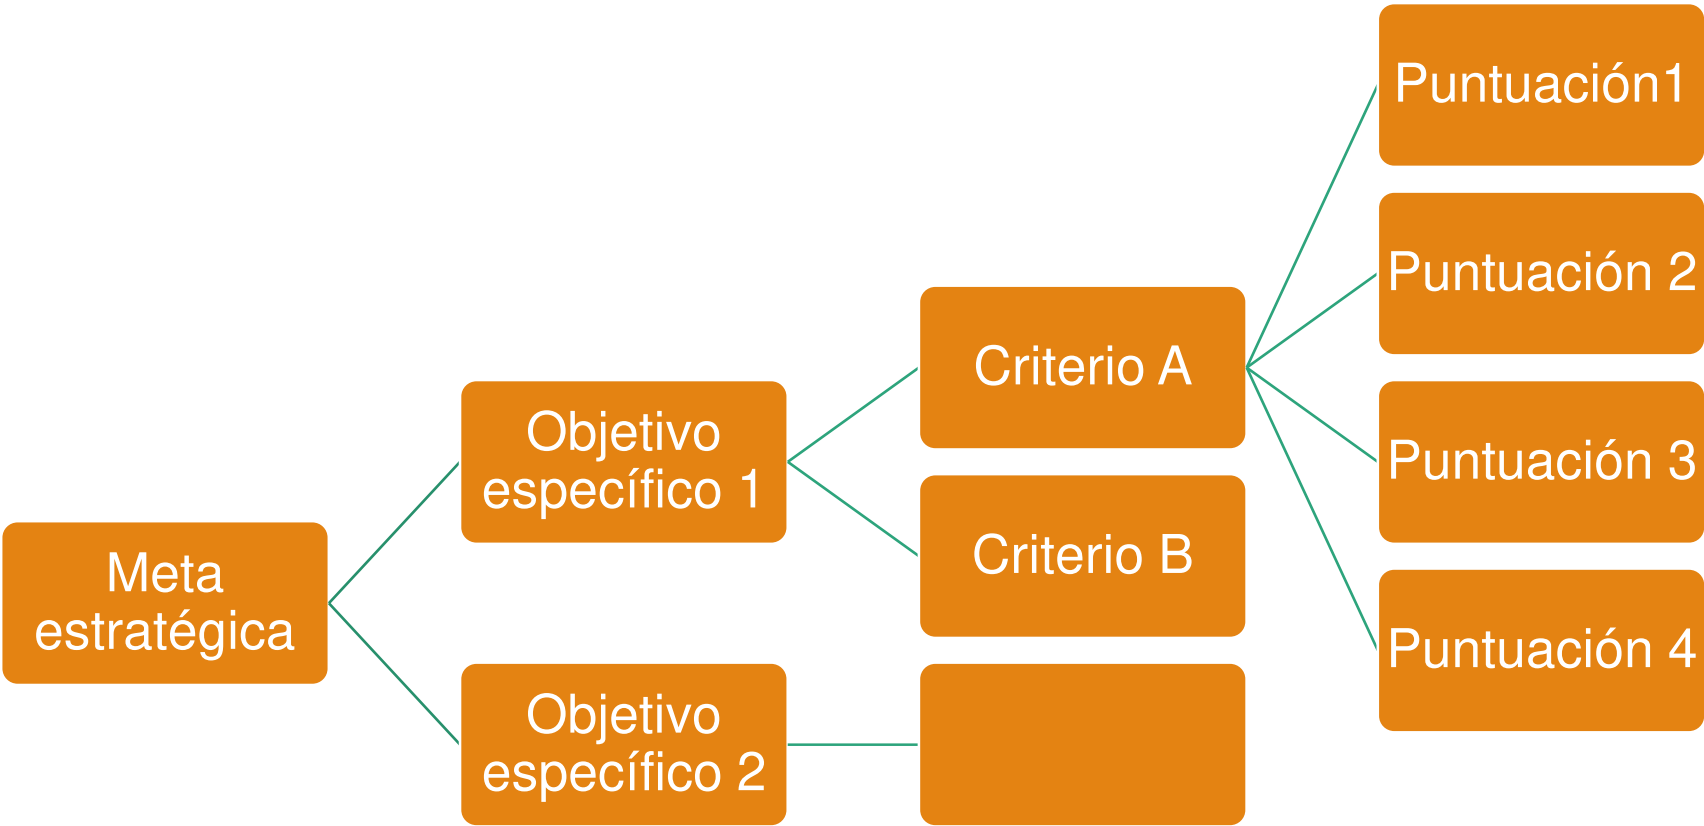 Meta
estratégica
Objetivo
específico 1
Objetivo
específico 2
Criterio A
Criterio B
Puntuación1
Puntuación 2
Puntuación 3
Puntuación 4